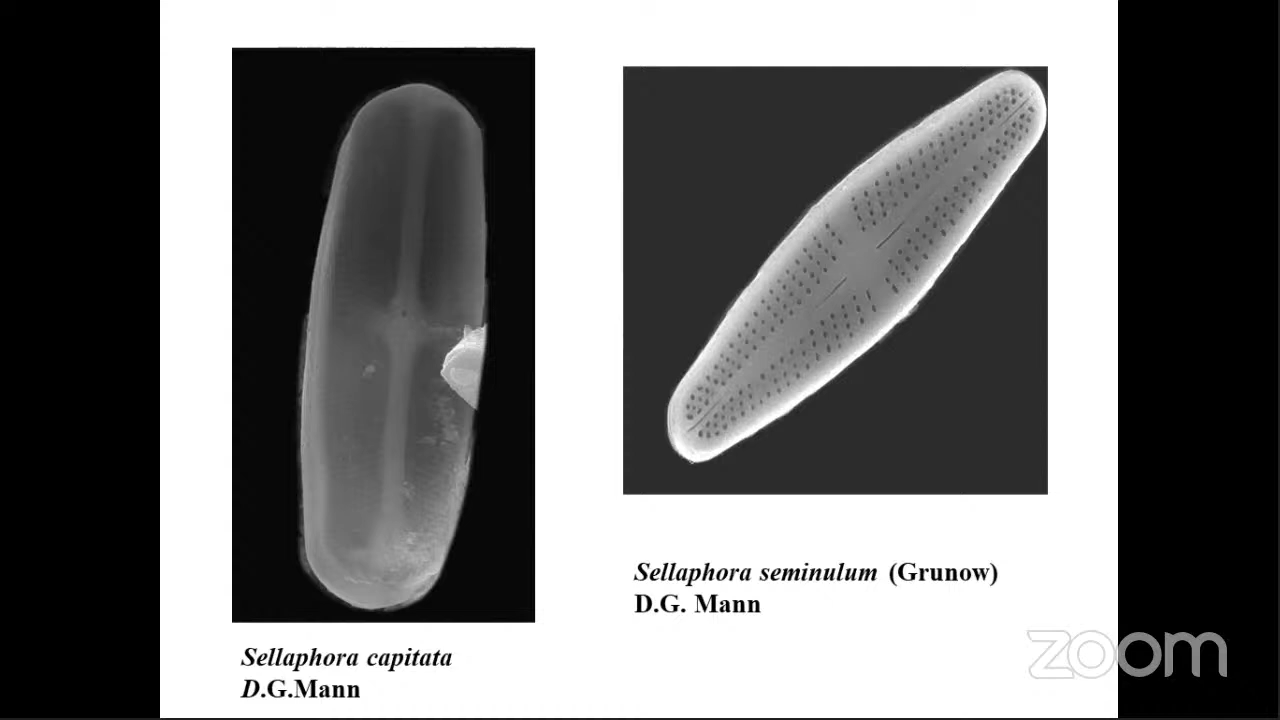 Sellaphora seminulum (Grunow)
D.G. Mann
Sellaphora capitata
D.G.Mann
zoom